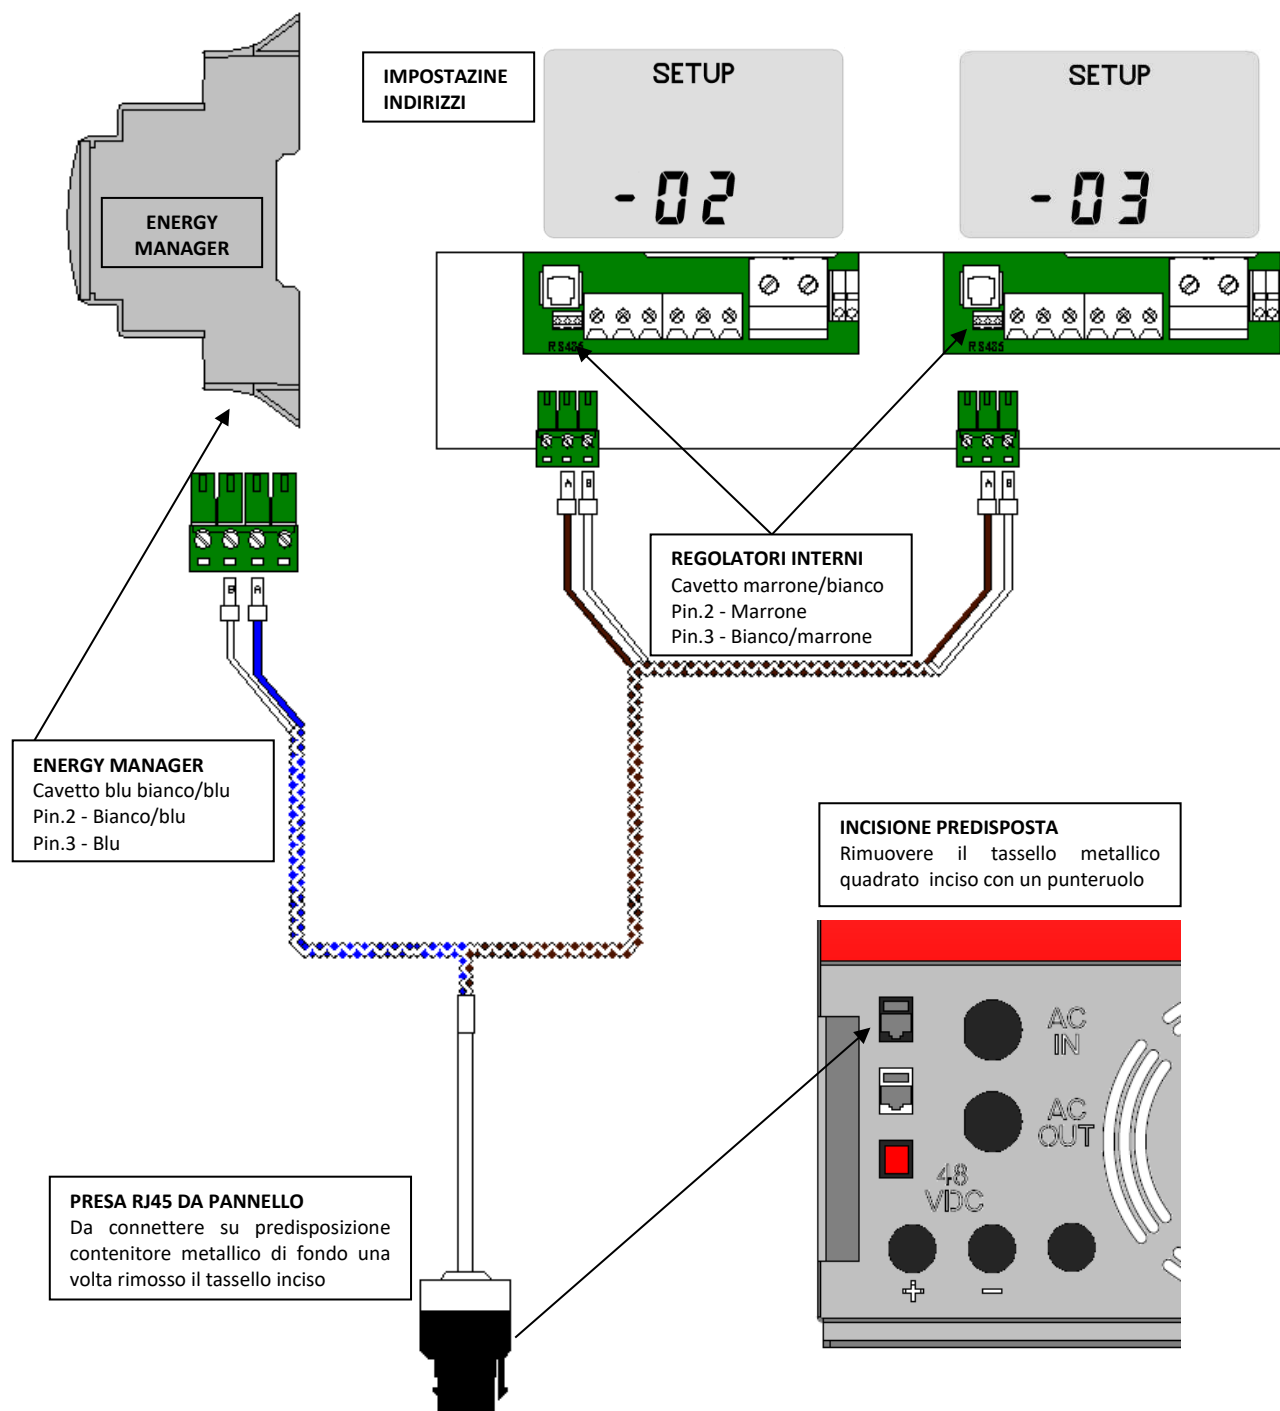 IMPOSTAZINE
INDIRIZZI
SETUP
-02
SETUP
-03
ENERGY
MANAGER
RS485
RS485
A B
A B
B A
REGOLATORI INTERNI
Cavetto marrone/bianco
Pin.2 - Marrone
Pin.3 - Bianco/marrone
ENERGY MANAGER
Cavetto blu bianco/blu
Pin.2 - Bianco/blu
Pin.3 - Blu
INCISIONE PREDISPOSTA
Rimuovere il tassello metallico
quadrato inciso con un punteruolo
AC
IN
AC
OUT
48
VDC
+ −
PRESA RJ45 DA PANNELLO
Da connettere su predisposizione
contenitore metallico di fondo una
volta rimosso il tassello inciso